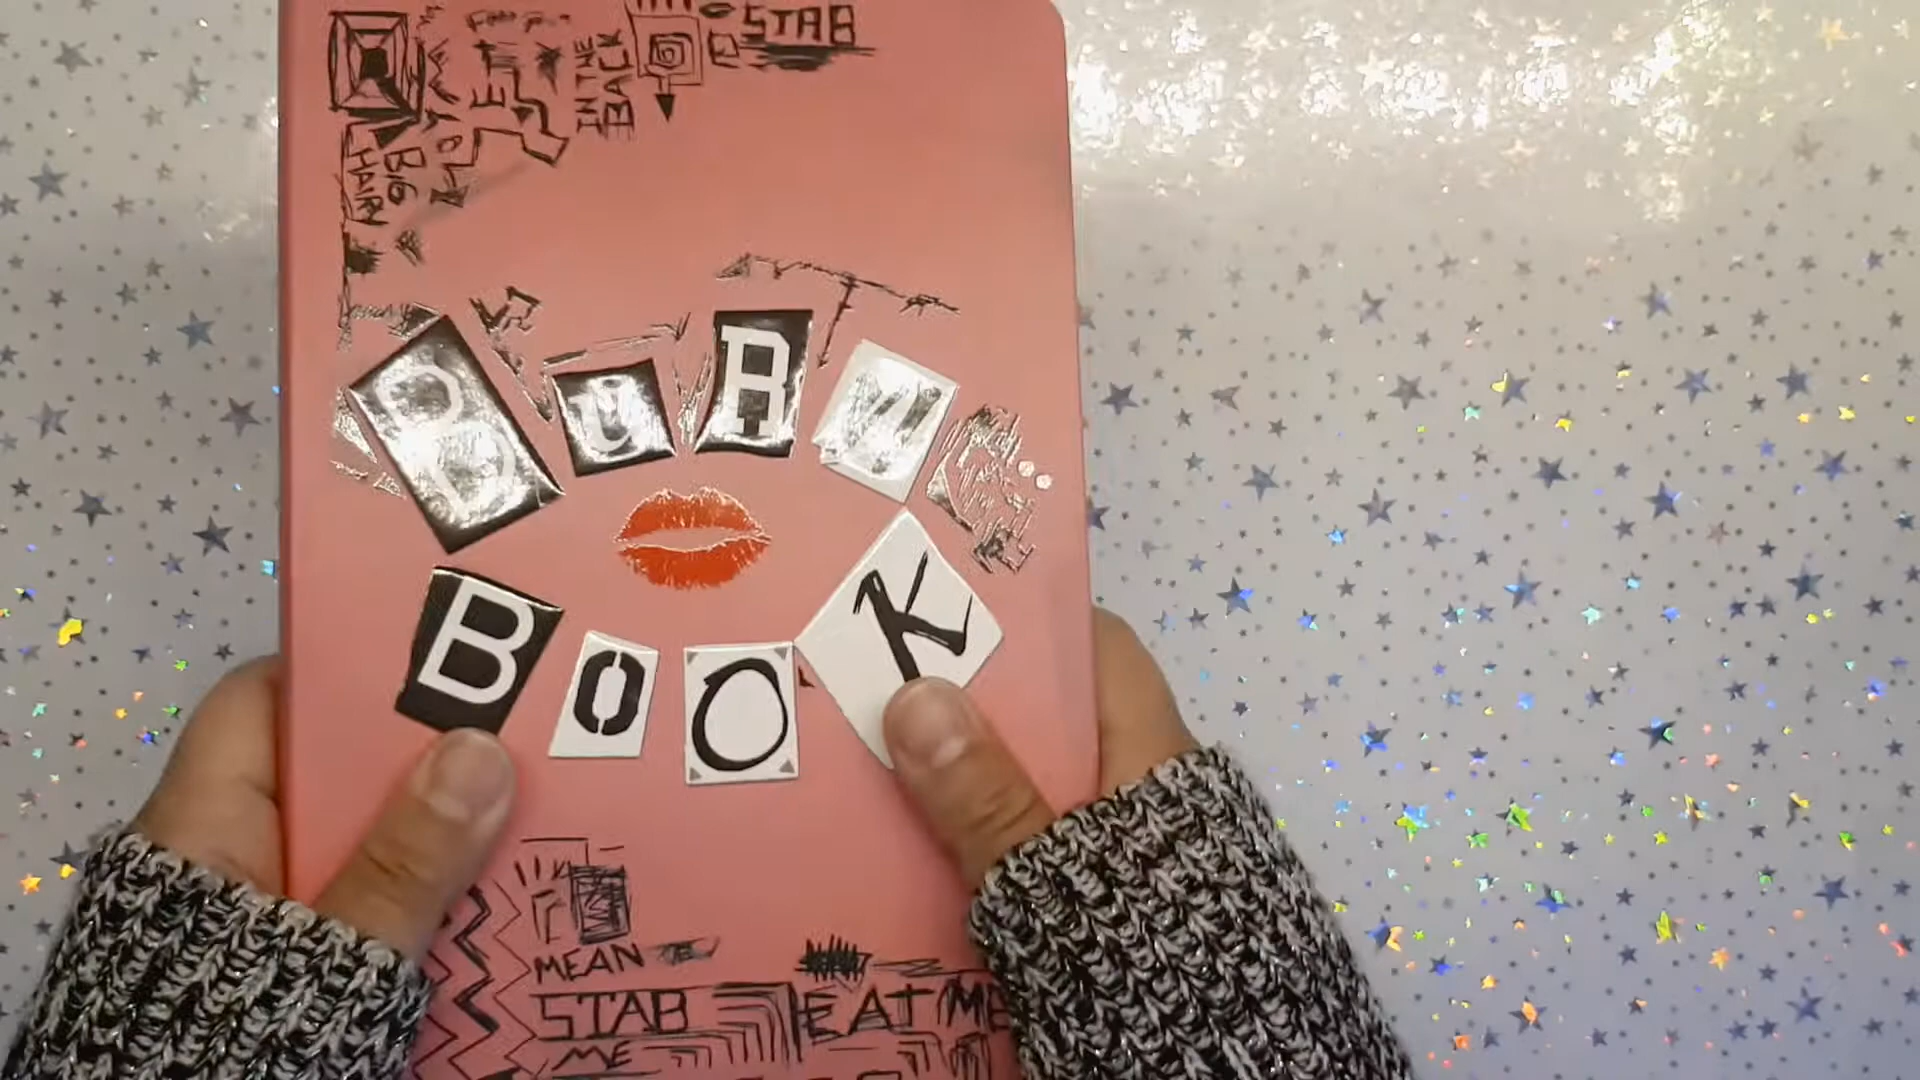 STAB
IN THE
BACK
HAIR
BIG
BURN
BOOK
MEAN
STAB
EAT ME
ME